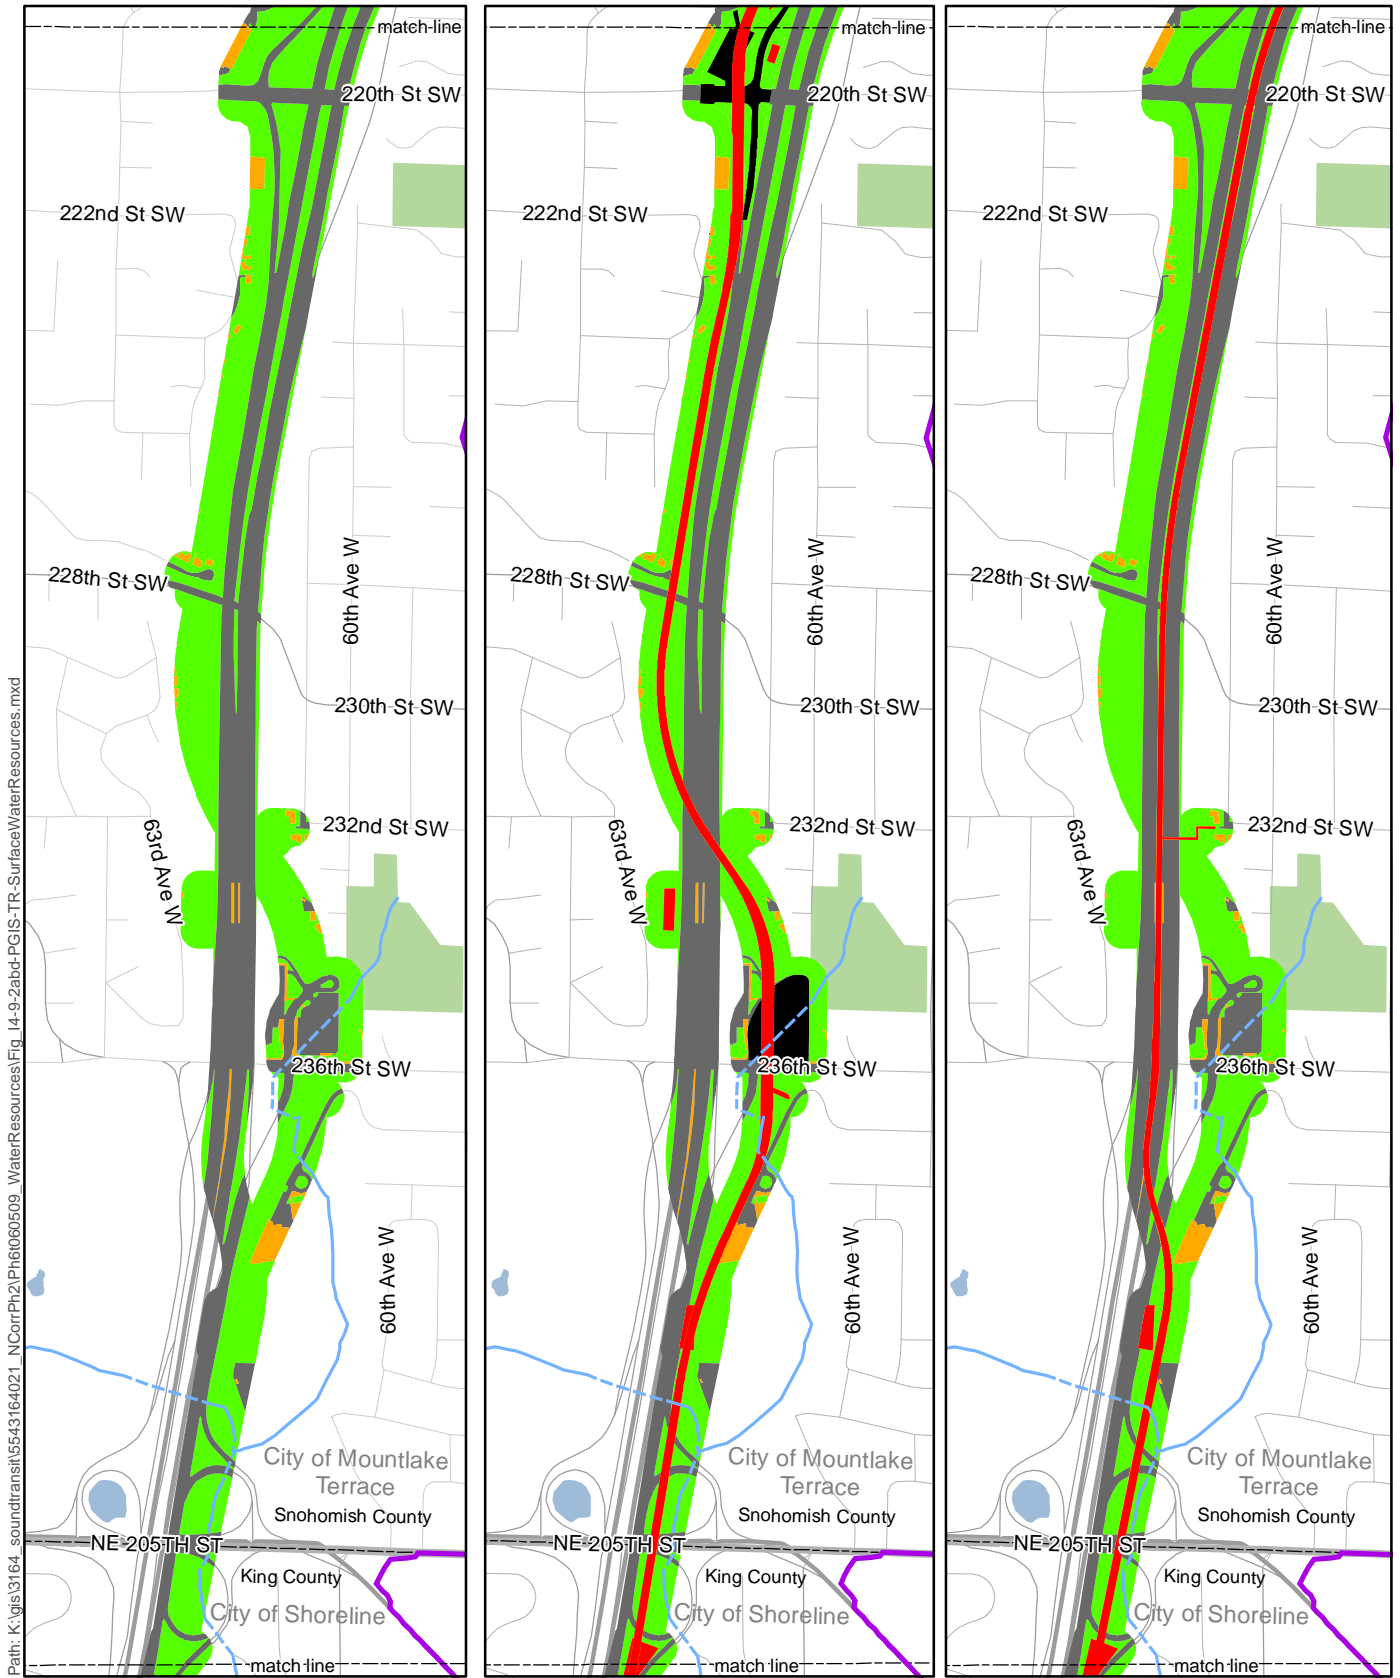 match line
220th St SW
222nd St SW
228th St SW
60th Ave W
230th St SW
232nd St SW
63rd Ave W
236th St SW
60th Ave W
City of Mountlake
Terrace
Snohomish County
NE 205TH ST
King County
City of Shoreline
match line
match line
220th St SW
222nd St SW
228th St SW
60th Ave W
230th St SW
232nd St SW
63rd Ave W
236th St SW
60th Ave W
City of Mountlake
Terrace
Snohomish County
NE 205TH ST
King County
City of Shoreline
match line
match line
220th St SW
222nd St SW
228th St SW
60th Ave W
230th St SW
232nd St SW
63rd Ave W
236th St SW
60th Ave W
City of Mountlake
Terrace
Snohomish County
NE 205TH ST
King County
City of Shoreline
match line
Path: K:\gis\3164_soundtransit\5543164021_NCorrPh2\Ph6t060509_WaterResources\Fig_I4-9-2abd-PGIS-TR-SurfaceWaterResources.mxd